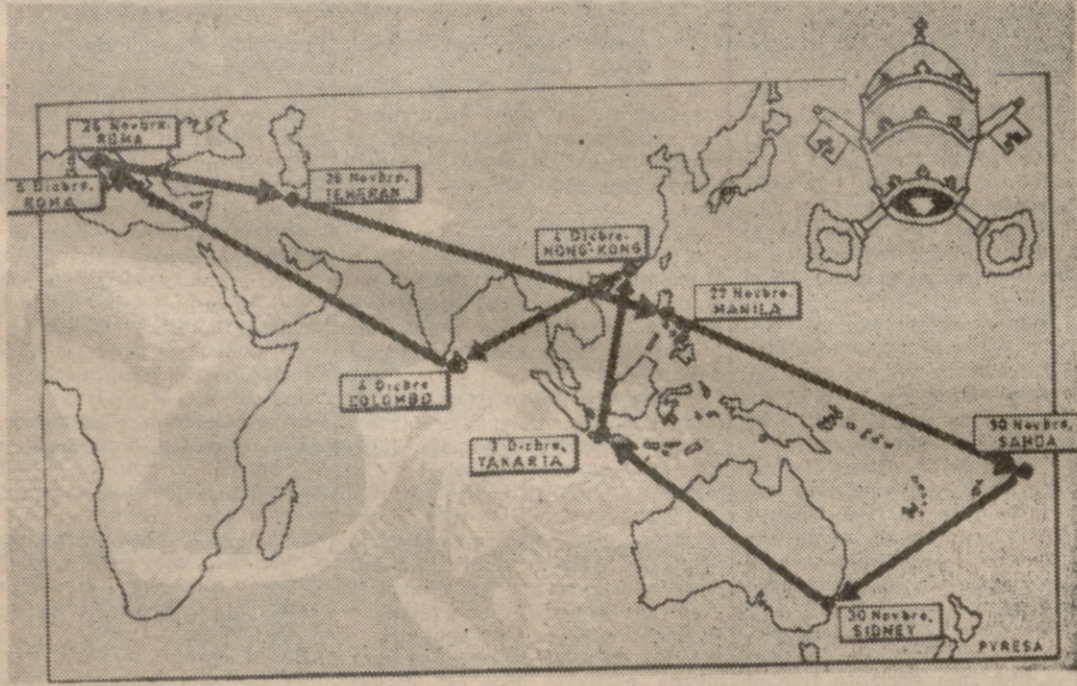 26 Novbre.
ROMA
5 Dicbre.
ROMA
26 Novbre.
TEHERAN
4 Dicbre.
HONG-KONG
27 Novbre.
MANILA
4 Dicbre
COLOMBO
30 Novbre.
SAMOA
3 Dicbre.
YAKARTA
30 Novbre.
SIDNEY
PYRESA